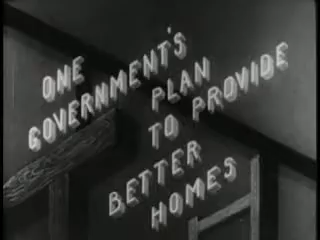 ONE
GOVERNMENT'S
PLAN
TO PROVIDE
BETTER
HOMES